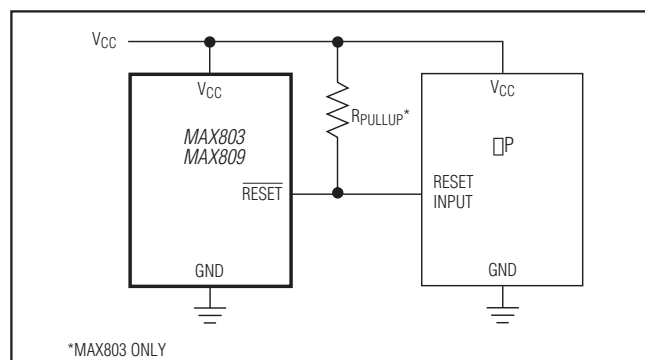 VCC
VCC
VCC
RPULLUP*
MAX803
MAX809
□P
RESET
RESET
INPUT
GND
GND
*MAX803 ONLY